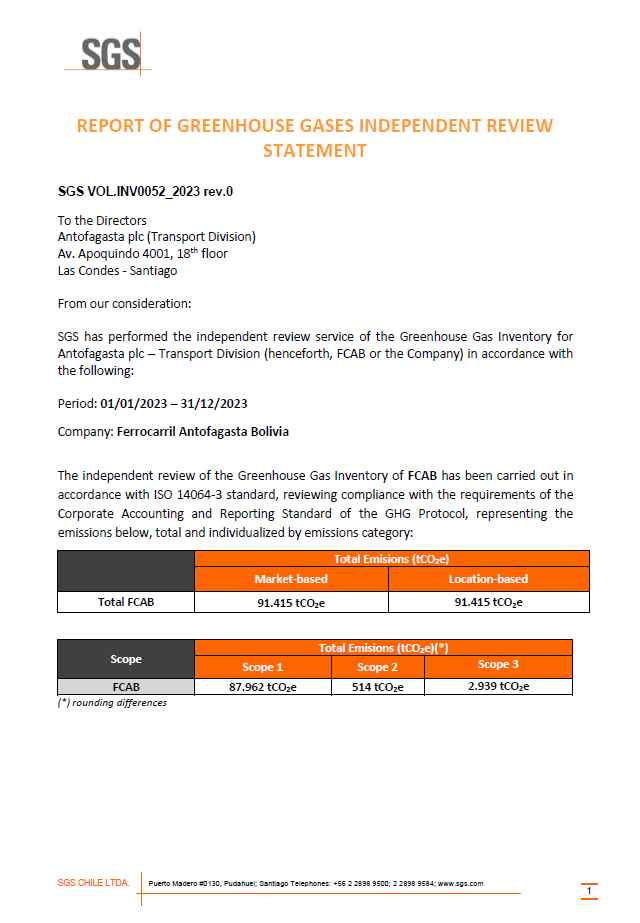 SGS
REPORT OF GREENHOUSE GASES INDEPENDENT REVIEW
STATEMENT
SGS VOL.INV0052_2023 rev.0
To the Directors
Antofagasta plc (Transport Division)
Av. Apoquindo 4001, 18th floor
Las Condes - Santiago
From our consideration:
SGS has performed the independent review service of the Greenhouse Gas Inventory for
Antofagasta plc – Transport Division (henceforth, FCAB or the Company) in accordance with
the following:
Period: 01/01/2023 – 31/12/2023
Company: Ferrocarril Antofagasta Bolivia
The independent review of the Greenhouse Gas Inventory of FCAB has been carried out in
accordance with ISO 14064-3 standard, reviewing compliance with the requirements of the
Corporate Accounting and Reporting Standard of the GHG Protocol, representing the
emissions below, total and individualized by emissions category:
Total Emisions (tCO₂e)
Market-based Location-based
Total FCAB 91.415 tCO₂e 91.415 tCO₂e
Scope Total Emisions (tCO₂e)(*)
Scope 1 Scope 2 Scope 3
FCAB 87.962 tCO₂e 514 tCO₂e 2.939 tCO₂e
(*) rounding differences
SGS CHILE LTDA. Puerto Madero #0130, Pudahuel; Santiago Telephones: +56 2 2898 9500; 2 2898 9584; www.sgs.com
1